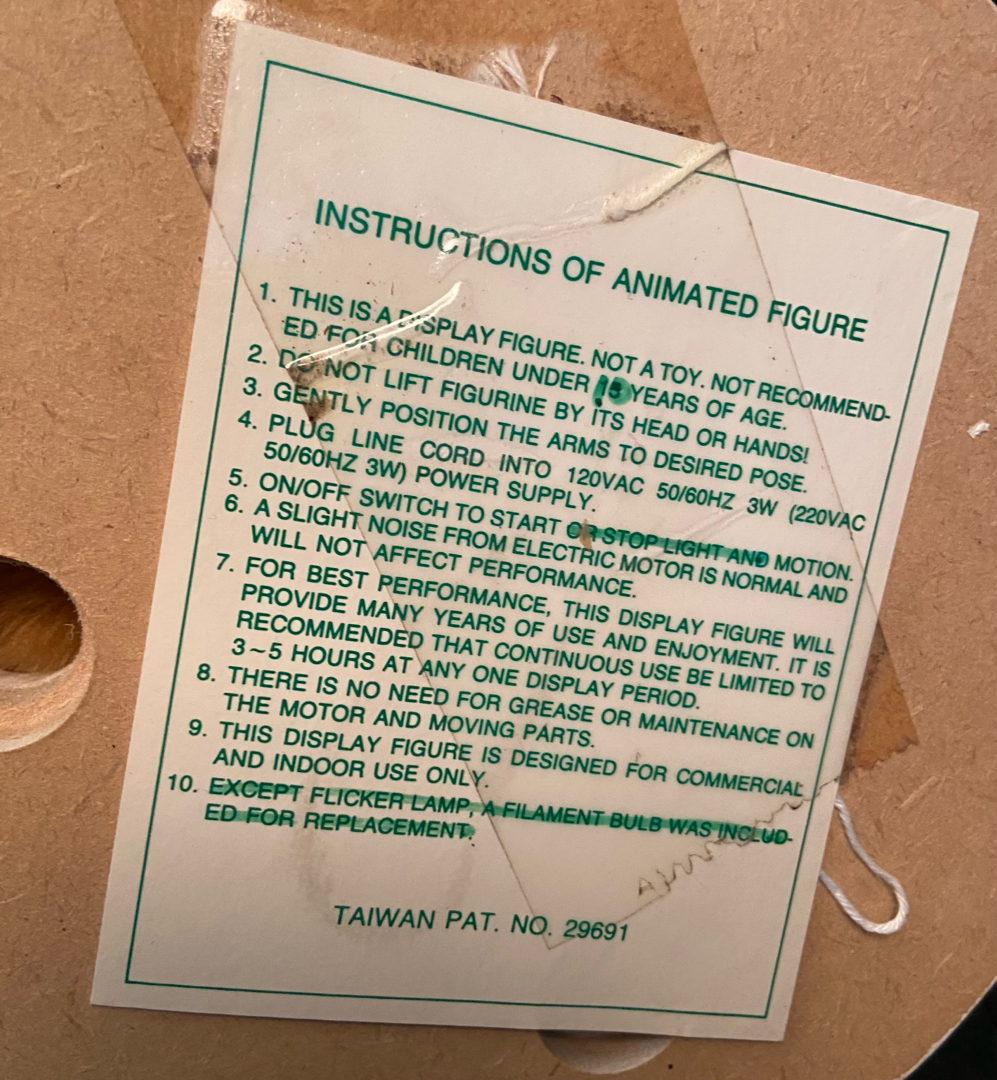 INSTRUCTIONS OF ANIMATED FIGURE
1. THIS IS A DISPLAY FIGURE. NOT A TOY. NOT RECOMMEND-
ED FOR CHILDREN UNDER YEARS OF AGE.
2. DO NOT LIFT FIGURINE BY ITS HEAD OR HANDS!
3. GENTLY POSITION THE ARMS TO DESIRED POSE.
4. PLUG LINE CORD INTO 120VAC 50/60HZ 3W (220VAC
50/60HZ 3W) POWER SUPPLY.
5. ON/OFF SWITCH TO START OR STOP LIGHT AND MOTION.
6. A SLIGHT NOISE FROM ELECTRIC MOTOR IS NORMAL AND
WILL NOT AFFECT PERFORMANCE.
7. FOR BEST PERFORMANCE, THIS DISPLAY FIGURE WILL
PROVIDE MANY YEARS OF USE AND ENJOYMENT. IT IS
RECOMMENDED THAT CONTINUOUS USE BE LIMITED TO
3~5 HOURS AT ANY ONE DISPLAY PERIOD.
8. THERE IS NO NEED FOR GREASE OR MAINTENANCE ON
THE MOTOR AND MOVING PARTS.
9. THIS DISPLAY FIGURE IS DESIGNED FOR COMMERCIAL
AND INDOOR USE ONLY.
10. EXCEPT FLICKER LAMP, A FILAMENT BULB WAS INCLUD-
ED FOR REPLACEMENT.
TAIWAN PAT. NO. 29691